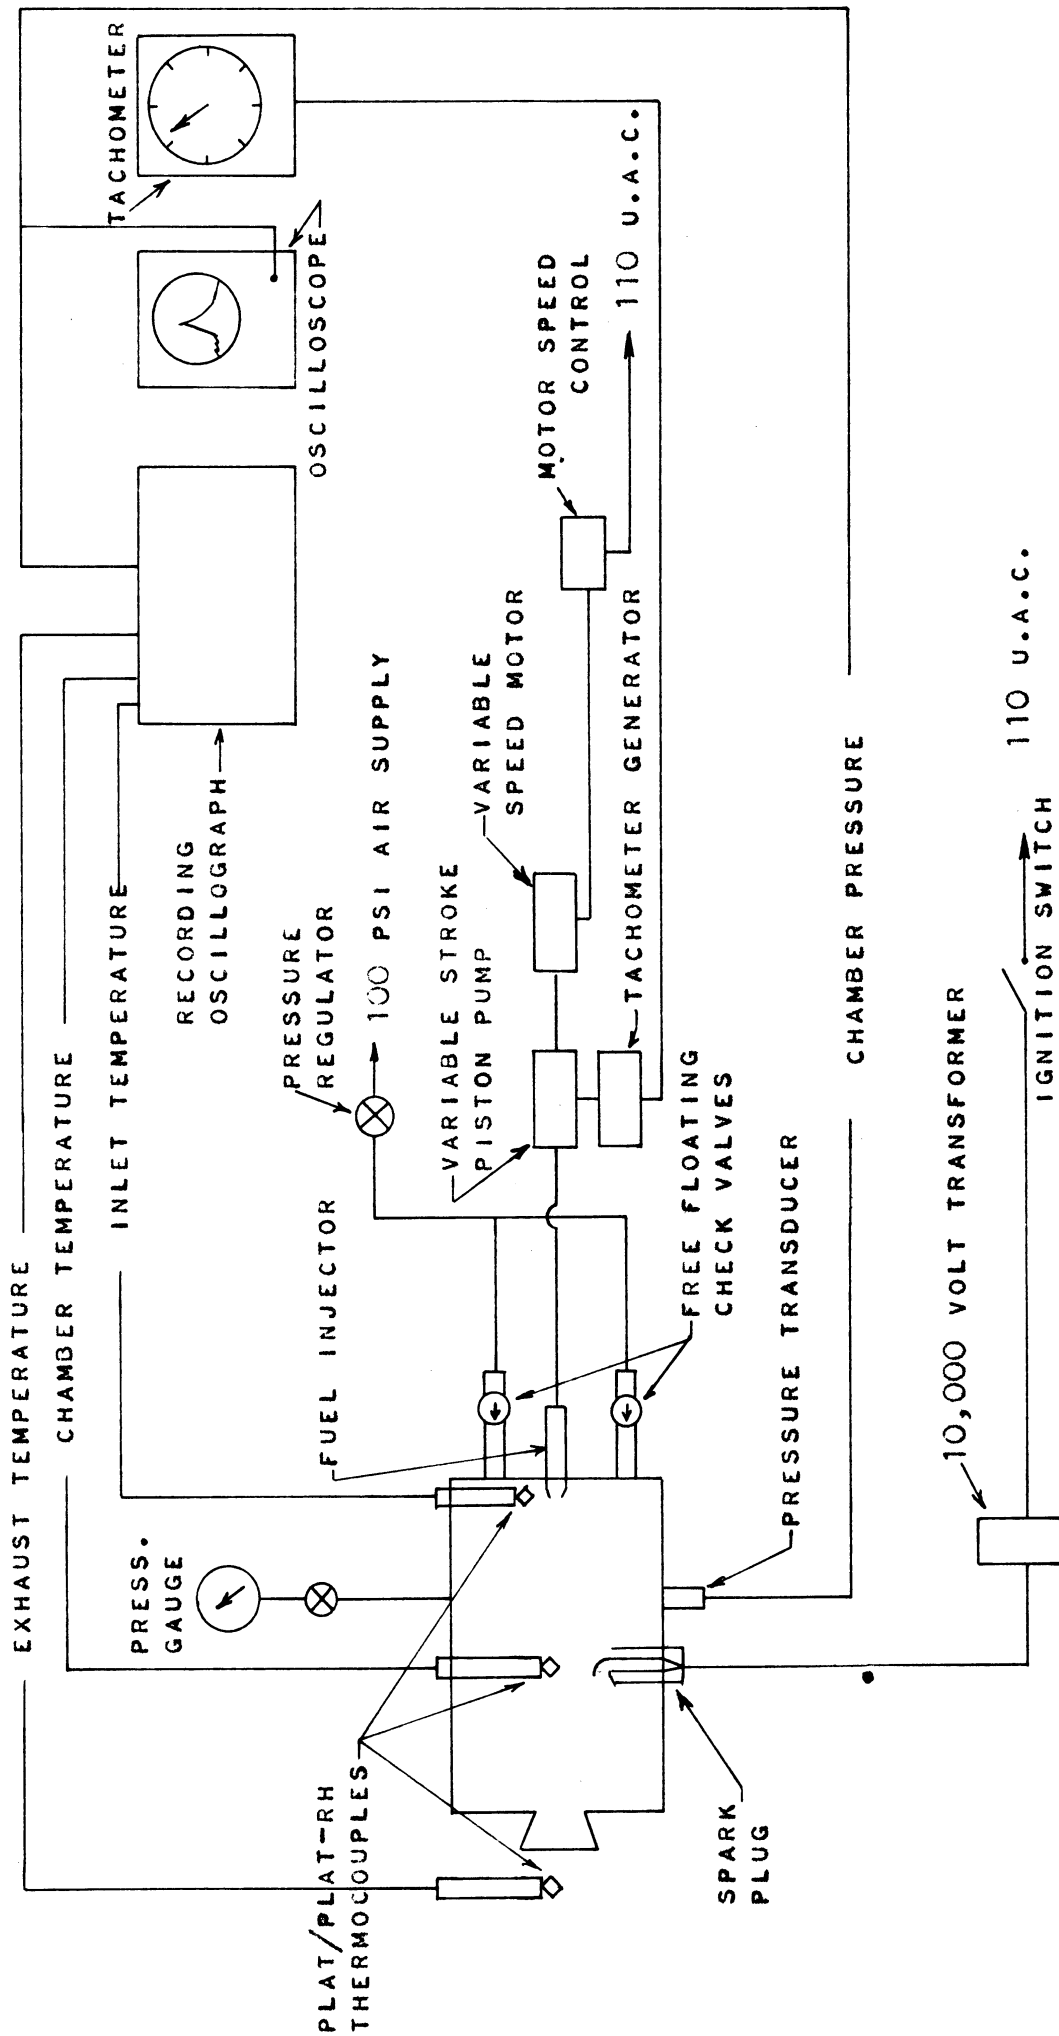 EXHAUST TEMPERATURE
CHAMBER TEMPERATURE
INLET TEMPERATURE
TACHOMETER
RECORDING
OSCILLOGRAPH
OSCILLOSCOPE
PRESS.
GAUGE
PRESSURE
REGULATOR
100 PSI AIR SUPPLY
PLAT/PLAT-RH
THERMOCOUPLES
FUEL INJECTOR
VARIABLE STROKE
PISTON PUMP
VARIABLE
SPEED MOTOR
MOTOR SPEED
CONTROL
110 U.A.C.
TACHOMETER GENERATOR
FREE FLOATING
CHECK VALVES
SPARK
PLUG
PRESSURE TRANSDUCER
CHAMBER PRESSURE
10,000 VOLT TRANSFORMER
110 U.A.C.
IGNITION SWITCH